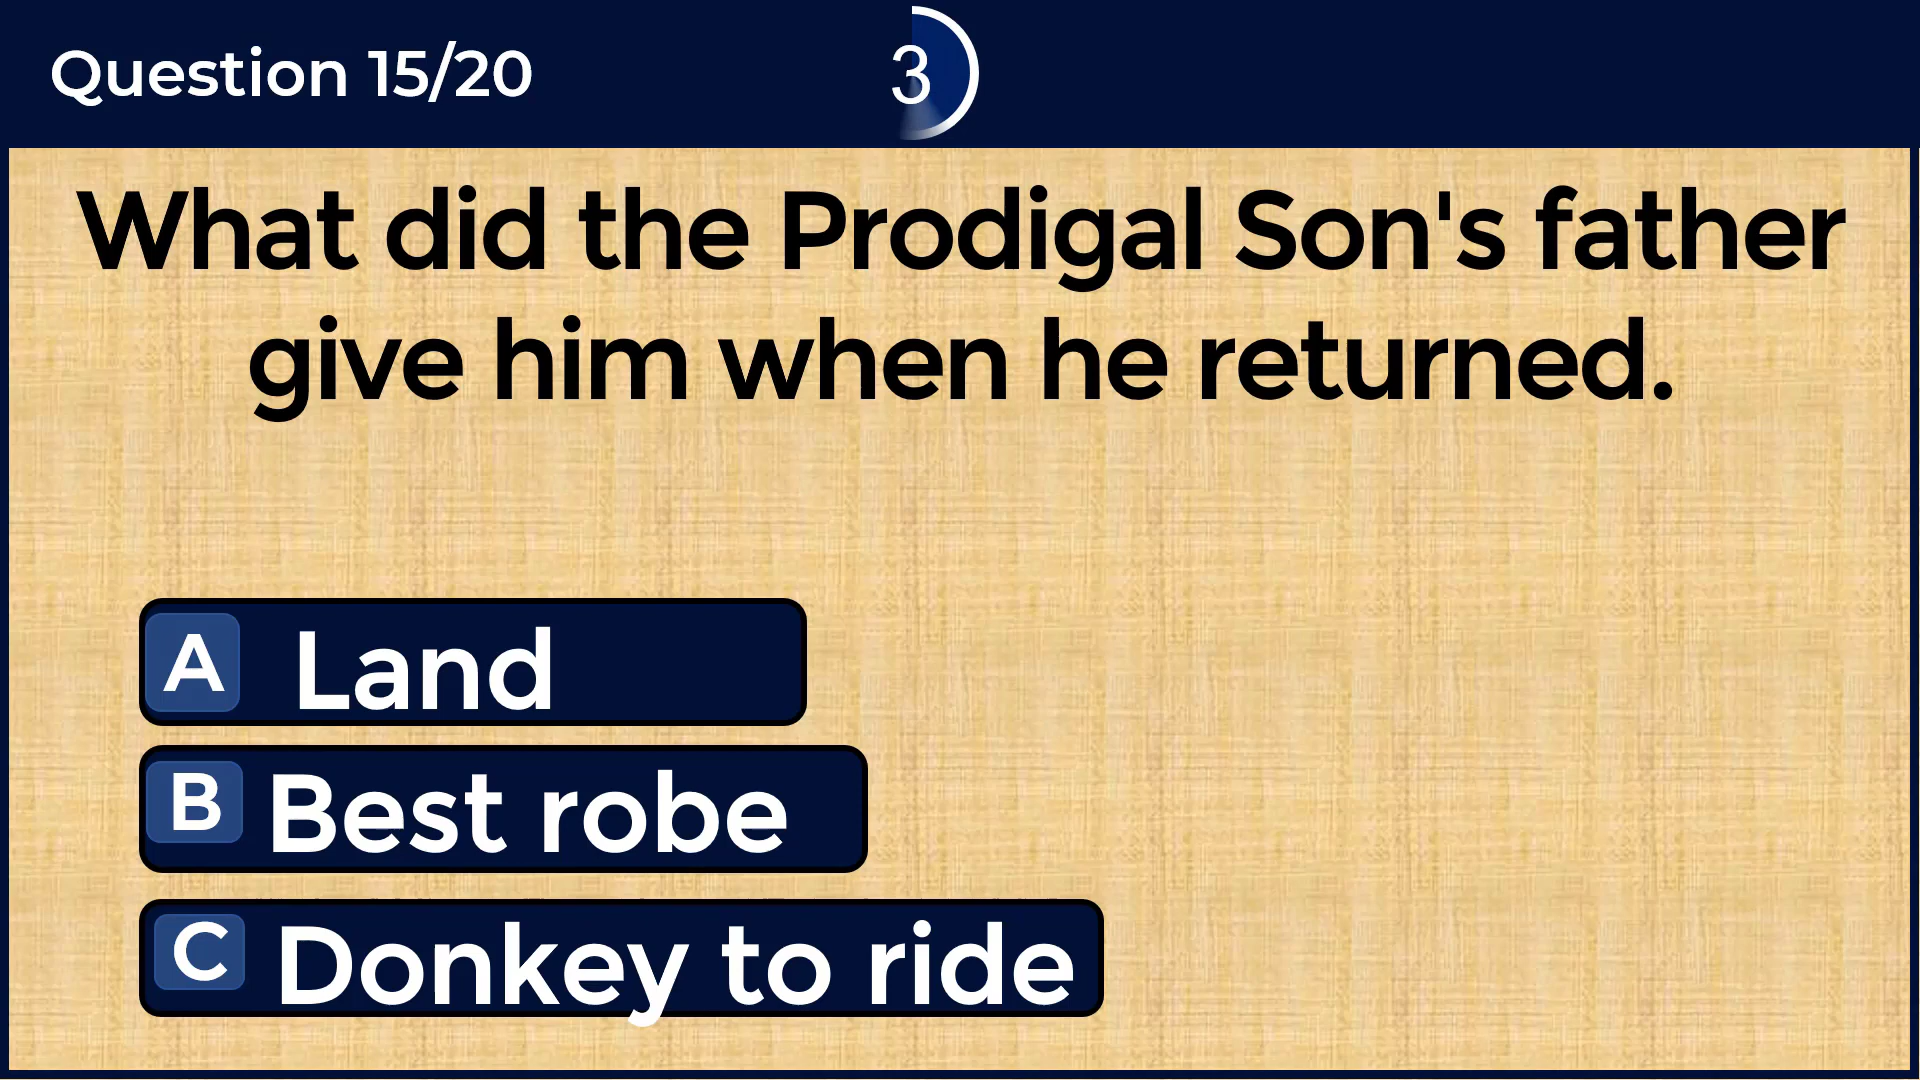 Question 15/20
3
What did the Prodigal Son's father
give him when he returned.
A Land
B Best robe
C Donkey to ride